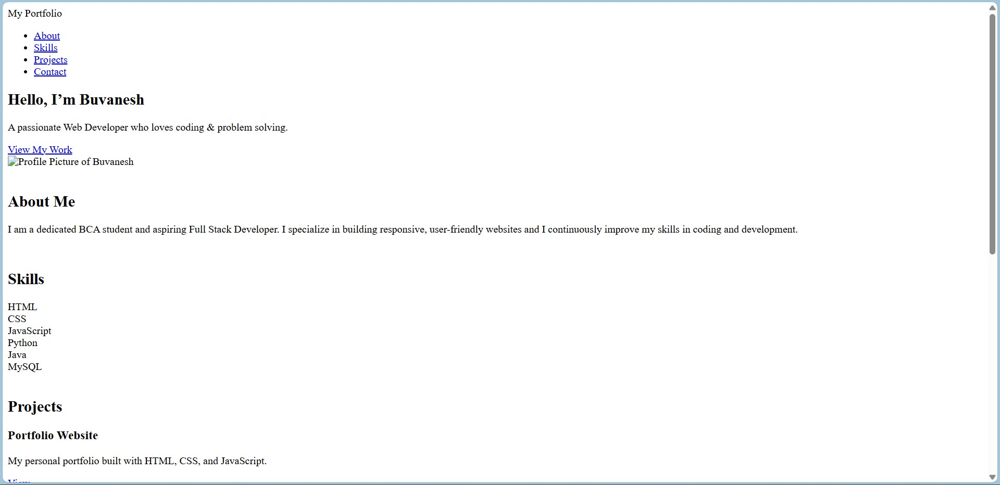 My Portfolio
About
Skills
Projects
Contact
Hello, I’m Buvanesh
A passionate Web Developer who loves coding & problem solving.
View My Work
Profile Picture of Buvanesh
About Me
I am a dedicated BCA student and aspiring Full Stack Developer. I specialize in building responsive, user-friendly websites and I continuously improve my skills in coding and development.
Skills
HTML
CSS
JavaScript
Python
Java
MySQL
Projects
Portfolio Website
My personal portfolio built with HTML, CSS, and JavaScript.
View